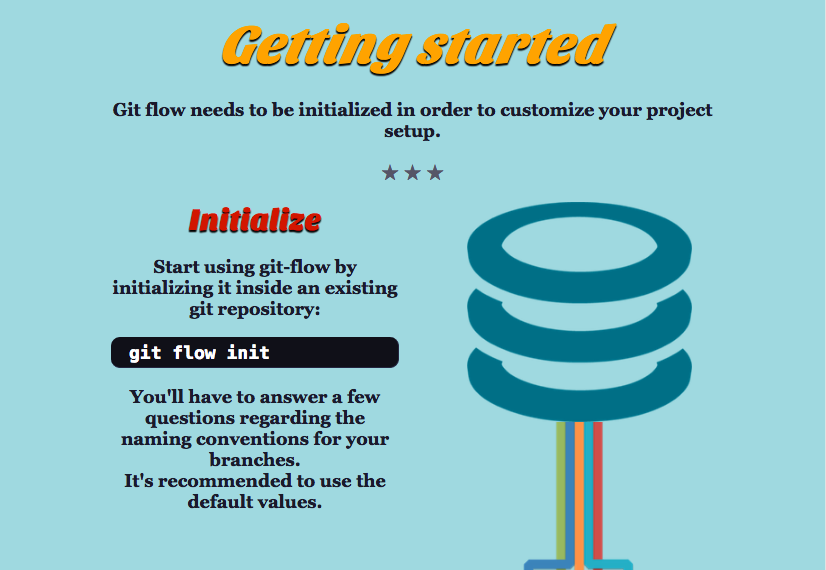 Getting started
Git flow needs to be initialized in order to customize your project
setup.
★ ★ ★
Initialize
Start using git-flow by
initializing it inside an existing
git repository:
git flow init
You'll have to answer a few
questions regarding the
naming conventions for your
branches.
It's recommended to use the
default values.